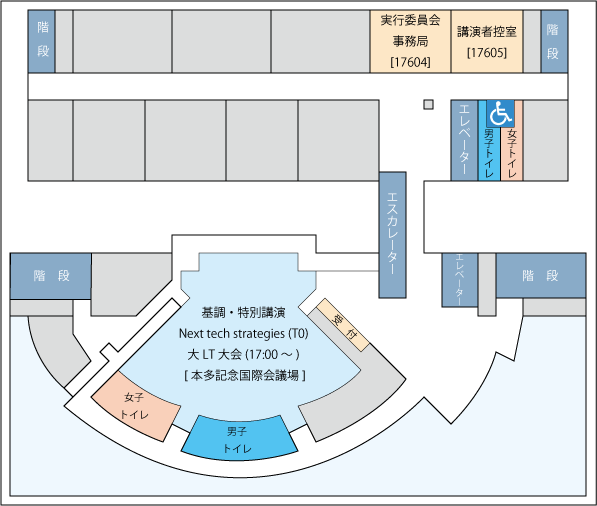 階段
実行委員会
事務局
[17604]
講演者控室
[17605]
階段
エレベーター
男子トイレ
女子トイレ
エスカレーター
階 段
エレベーター
階 段
基調・特別講演
Next tech strategies (T0)
大 LT 大会 (17:00 ~ )
[ 本多記念国際会議場 ]
受付
女子
トイレ
男子
トイレ